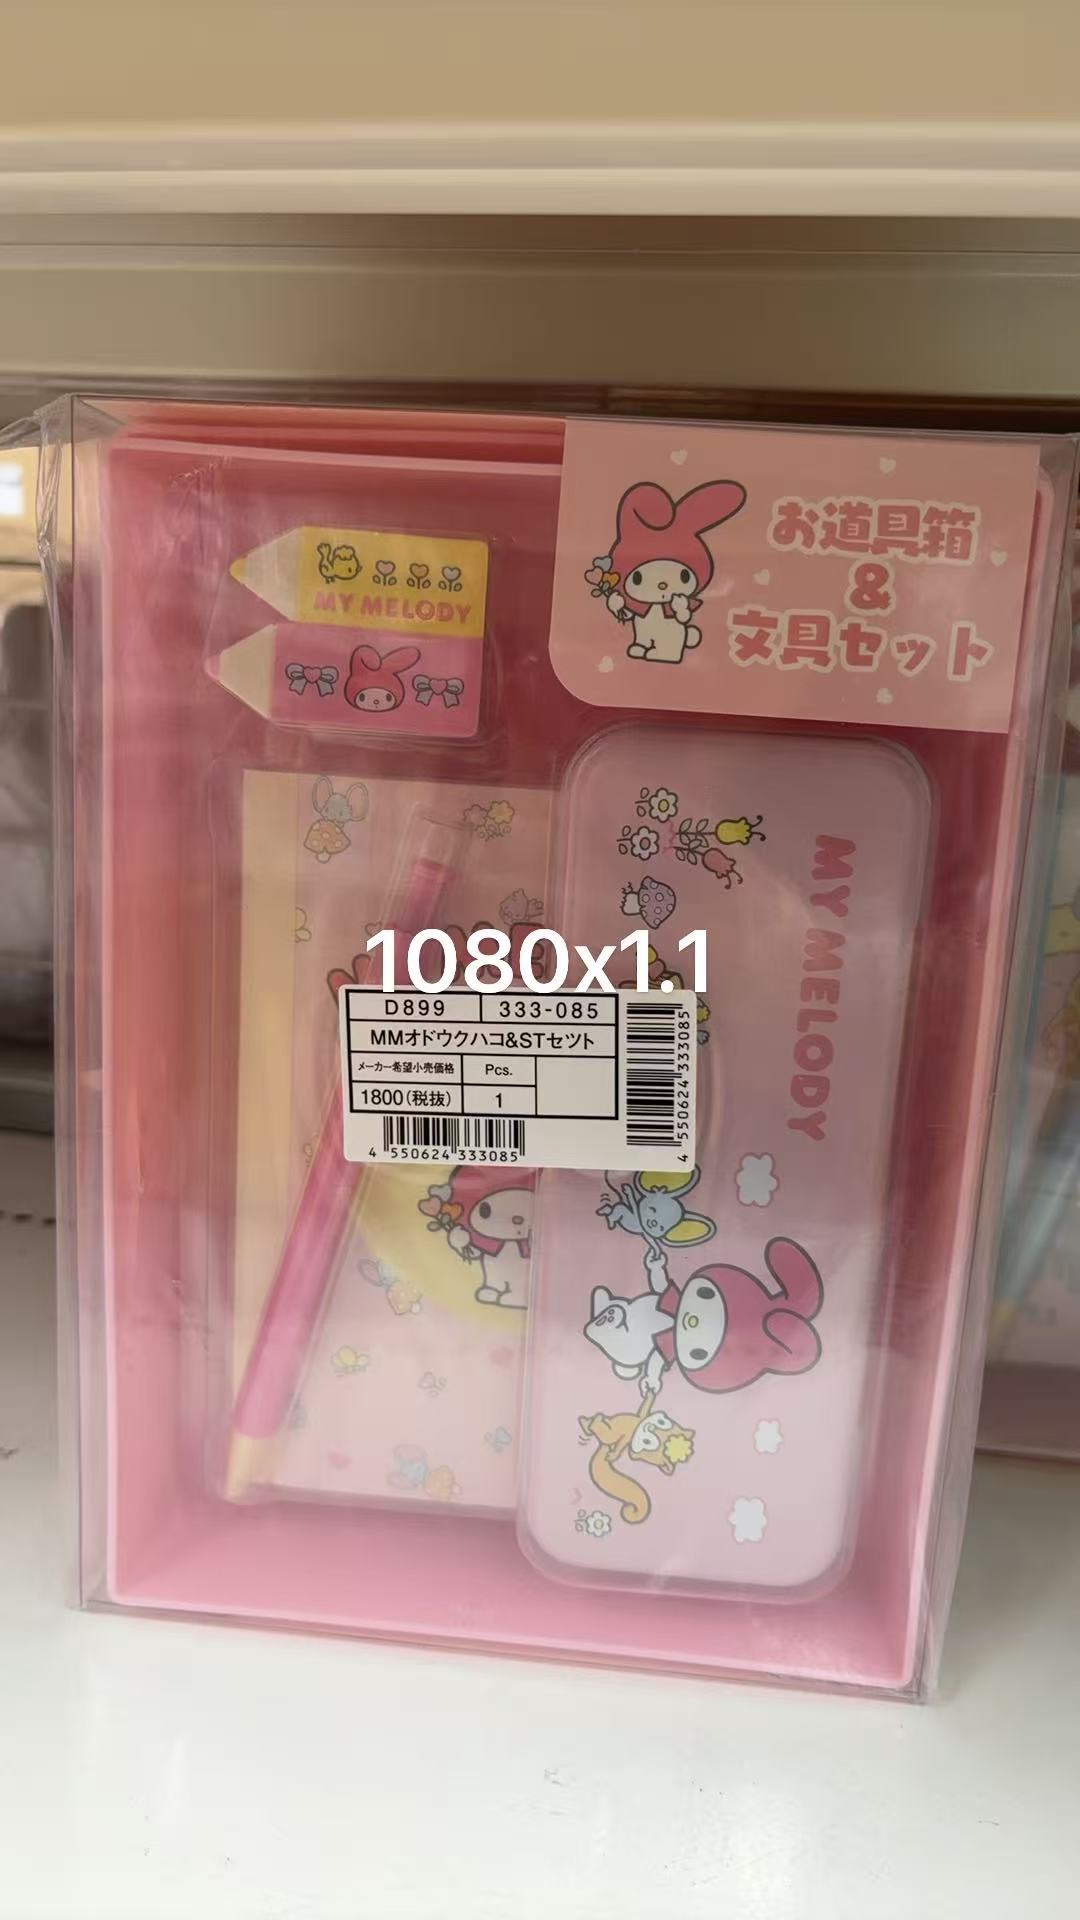 お道具箱
&
文具セット
MY MELODY
MY MELODY
1080x1.1
D899 333-085
MMオドウクハコ&STセツト
メーカー希望小売価格 Pcs.
1800(税抜) 1
4 550624 333085
4 550624 333085